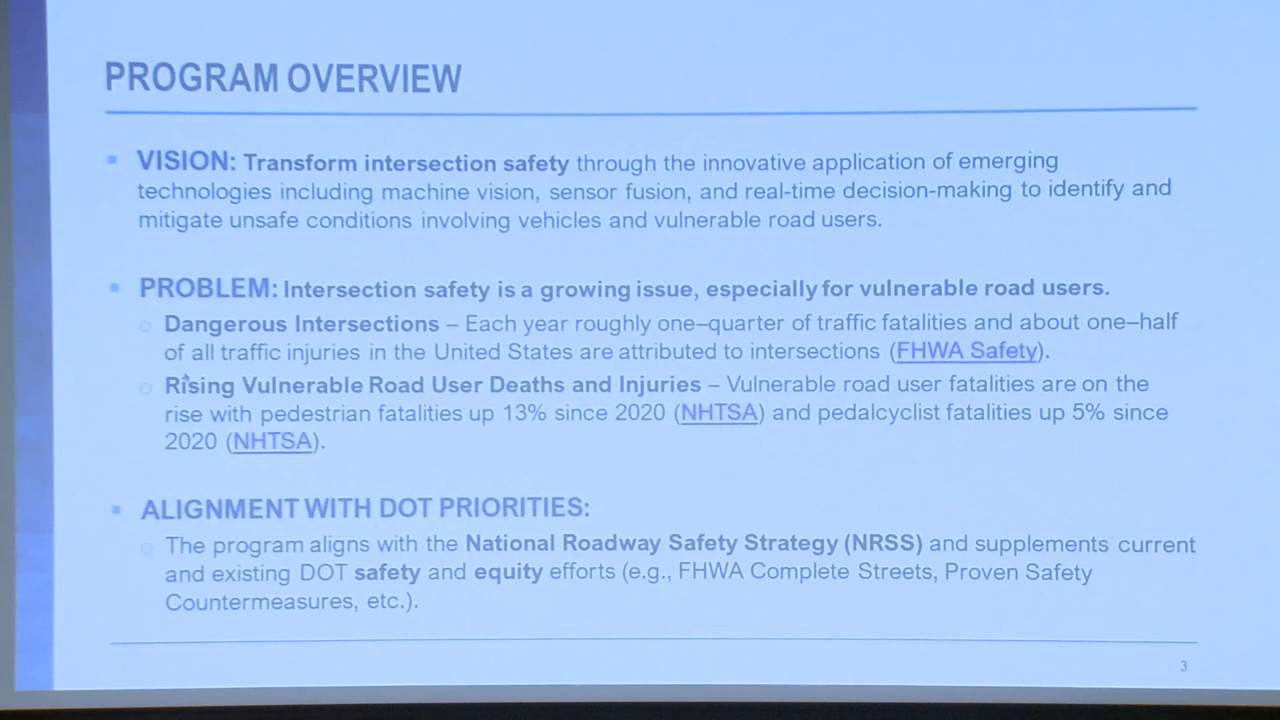 PROGRAM OVERVIEW
VISION: Transform intersection safety through the innovative application of emerging
technologies including machine vision, sensor fusion, and real-time decision-making to identify and
mitigate unsafe conditions involving vehicles and vulnerable road users.
PROBLEM: Intersection safety is a growing issue, especially for vulnerable road users.
Dangerous Intersections – Each year roughly one–quarter of traffic fatalities and about one–half
of all traffic injuries in the United States are attributed to intersections (FHWA Safety).
Rising Vulnerable Road User Deaths and Injuries – Vulnerable road user fatalities are on the
rise with pedestrian fatalities up 13% since 2020 (NHTSA) and pedalcyclist fatalities up 5% since
2020 (NHTSA).
ALIGNMENT WITH DOT PRIORITIES:
The program aligns with the National Roadway Safety Strategy (NRSS) and supplements current
and existing DOT safety and equity efforts (e.g., FHWA Complete Streets, Proven Safety
Countermeasures, etc.).
3